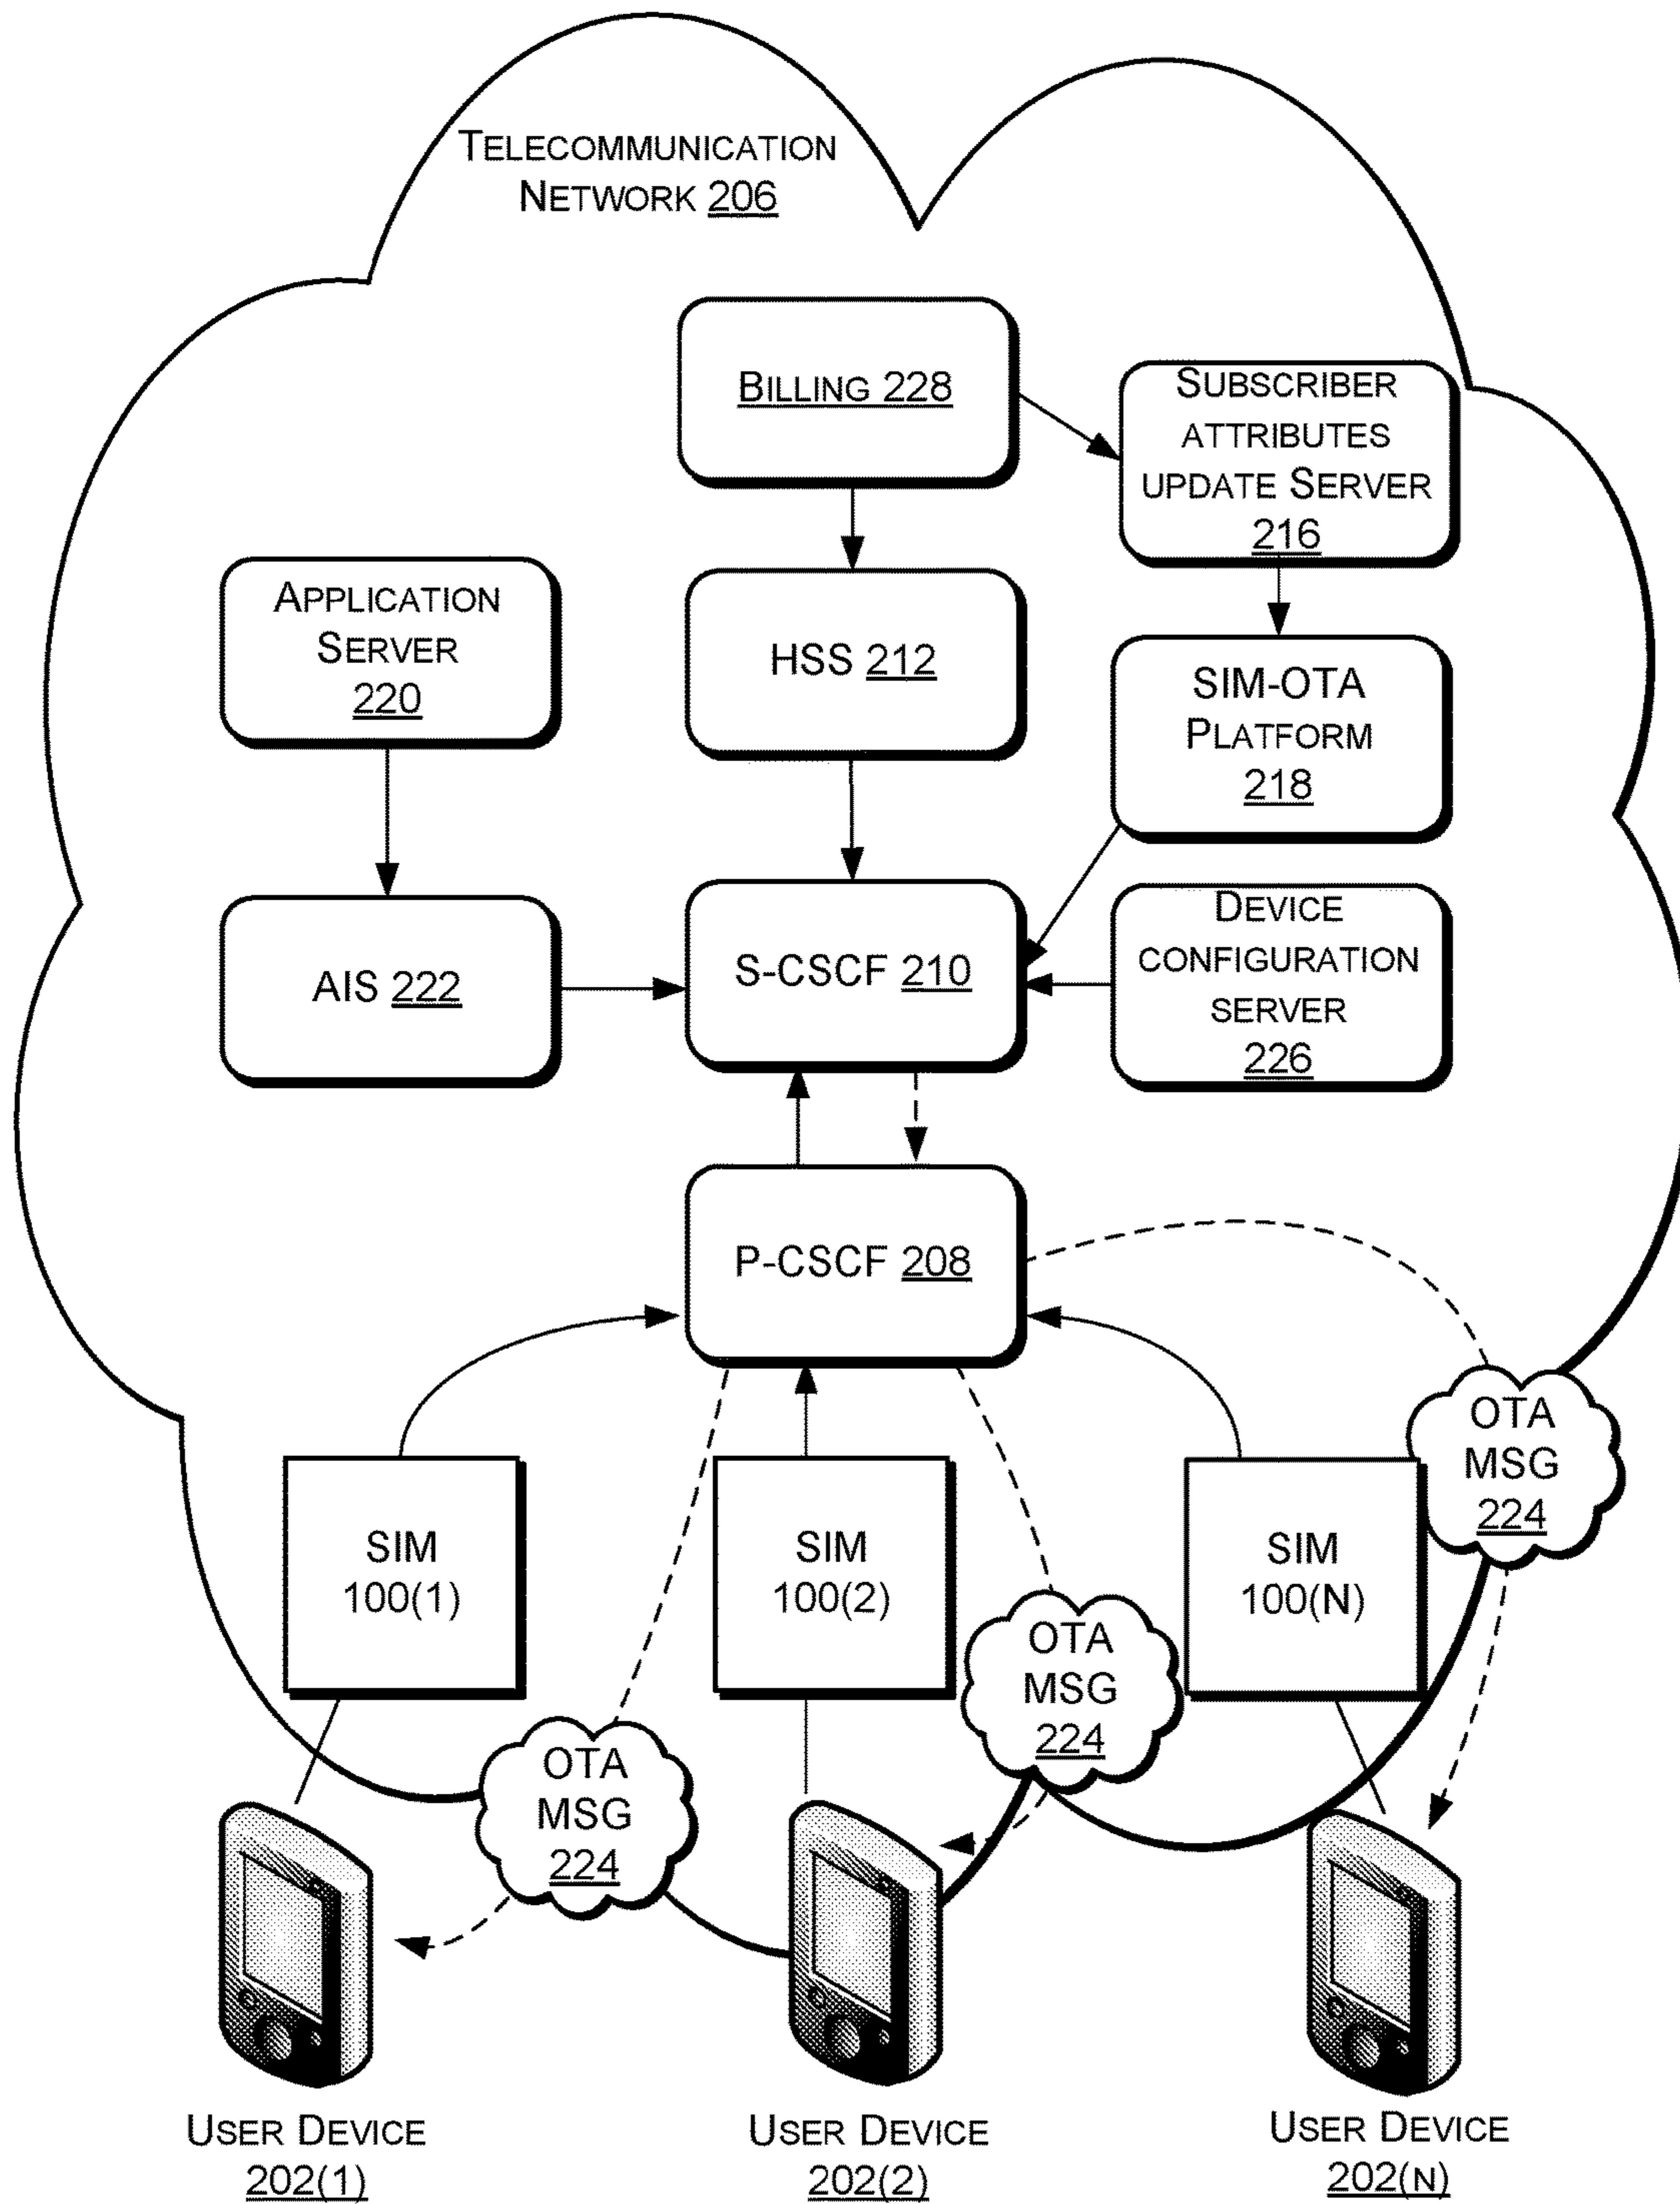 TELECOMMUNICATION
NETWORK 206
BILLING 228
SUBSCRIBER
ATTRIBUTES
UPDATE SERVER
216
APPLICATION
SERVER
220
HSS 212
SIM-OTA
PLATFORM
218
AIS 222
S-CSCF 210
DEVICE
CONFIGURATION
SERVER
226
P-CSCF 208
OTA
MSG
224
SIM
100(1)
SIM
100(2)
SIM
100(N)
OTA
MSG
224
OTA
MSG
224
USER DEVICE
202(1)
USER DEVICE
202(2)
USER DEVICE
202(N)